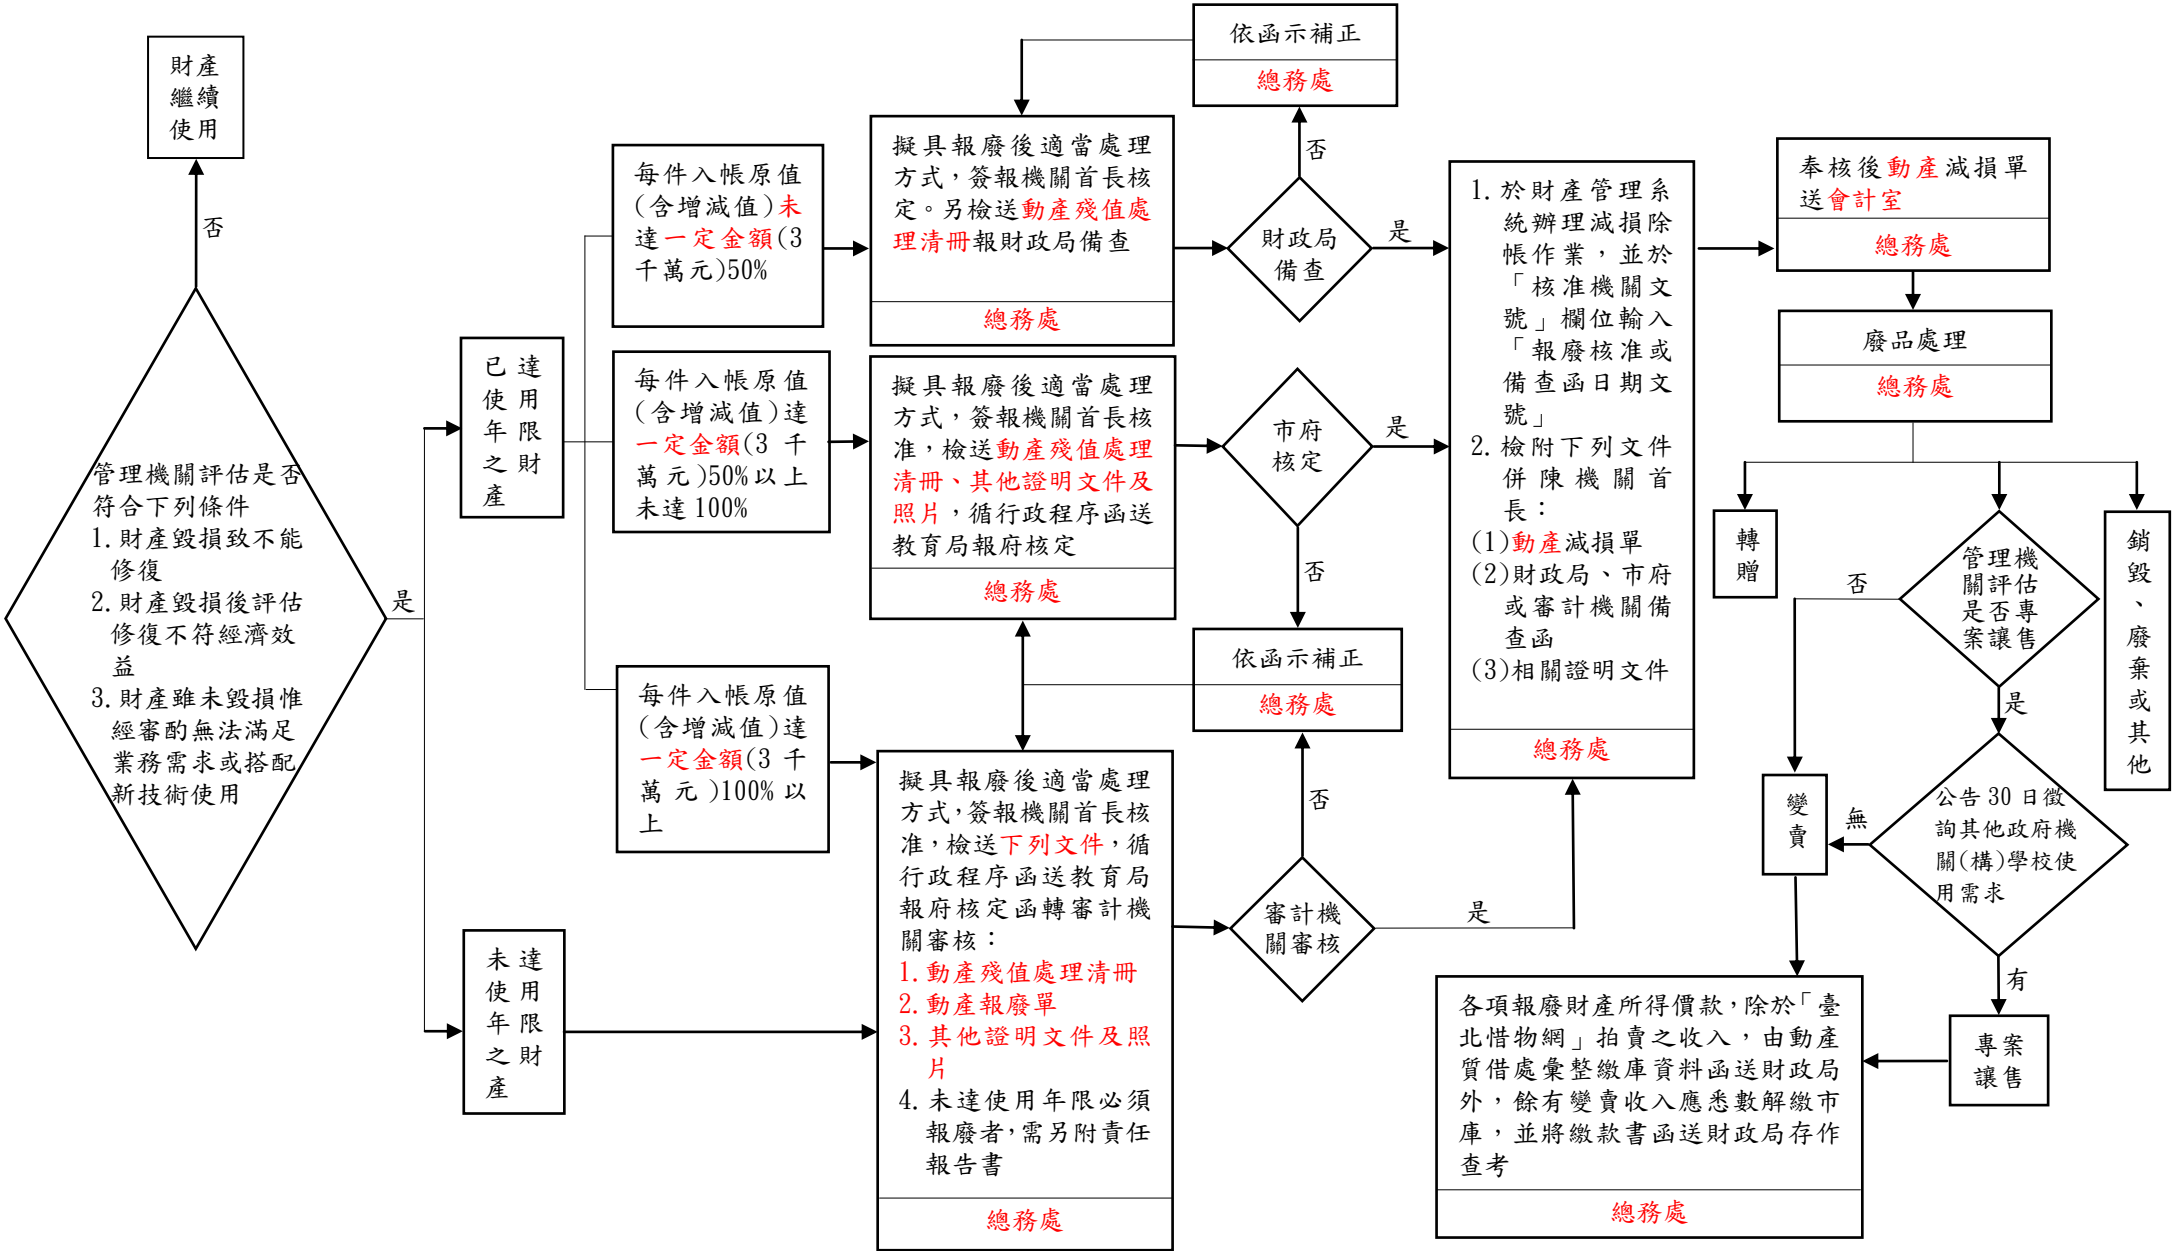 財產
繼續
使用
否
管理機關評估是否
符合下列條件
1. 財產毀損致不能
修復
2. 財產毀損後評估
修復不符經濟效
益
3. 財產雖未毀損惟
經審酌無法滿足
業務需求或搭配
新技術使用
是
已達
使用
年限
之財
產
未達
使用
年限
之財
產
每件入帳原值
(含增減值)未
達一定金額(3
千萬元)50%
每件入帳原值
(含增減值)達
一定金額(3 千
萬元)50%以上
未達 100%
每件入帳原值
(含增減值)達
一定金額(3 千
萬元)100%以
上
擬具報廢後適當處理
方式，簽報機關首長核
定。另檢送動產殘值處
理清冊報財政局備查
總務處
擬具報廢後適當處理
方式，簽報機關首長核
准，檢送動產殘值處理
清冊、其他證明文件及
照片，循行政程序函送
教育局報府核定
總務處
擬具報廢後適當處理
方式，簽報機關首長核
准，檢送下列文件，循
行政程序函送教育局
報府核定函轉審計機
關審核：
1. 動產殘值處理清冊
2. 動產報廢單
3. 其他證明文件及照
片
4. 未達使用年限必須
報廢者，需另附責任
報告書
總務處
依函示補正
總務處
否
財政局
備查
是
市府
核定
是
否
依函示補正
總務處
否
審計機
關審核
是
1. 於財產管理系
統辦理減損除
帳作業，並於
「核准機關文
號」欄位輸入
「報廢核准或
備查函日期文
號」
2. 檢附下列文件
併陳機關首
長：
(1)動產減損單
(2)財政局、市府
或審計機關備
查函
(3)相關證明文件
總務處
奉核後動產減損單
送會計室
總務處
廢品處理
總務處
轉
贈
管理機
關評估
是否專
案讓售
否
是
銷
毀
、
廢
棄
或
其
他
變
賣
公告 30 日徵
詢其他政府機
關(構)學校使
用需求
無
有
專案
讓售
各項報廢財產所得價款，除於「臺
北惜物網」拍賣之收入，由動產
質借處彙整繳庫資料函送財政局
外，餘有變賣收入應悉數解繳市
庫，並將繳款書函送財政局存作
查考
總務處